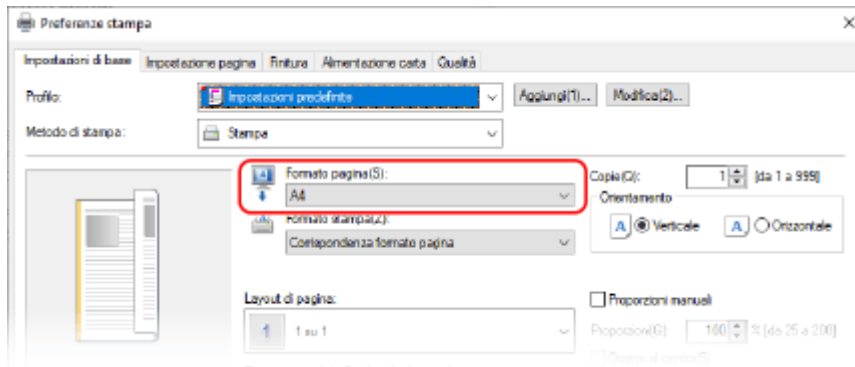 Preferenze stampa
Impostazioni di base Impostazione pagina Finitura Alimentazione carta Qualità
Profilo: Impostazioni predefinite Aggiungi(1)... Modifica(2)...
Metodo di stampa: Stampa
Formato pagina(S): Copie(Q): 1 [da 1 a 999]
A4 Orientamento
Formato stampa(Z): A Verticale A Orizzontale
Corrispondenza formato pagina
Layout di pagina: Proporzioni manuali
1 1 su 1 Proporzioni(G): 100 % [da 25 a 200]